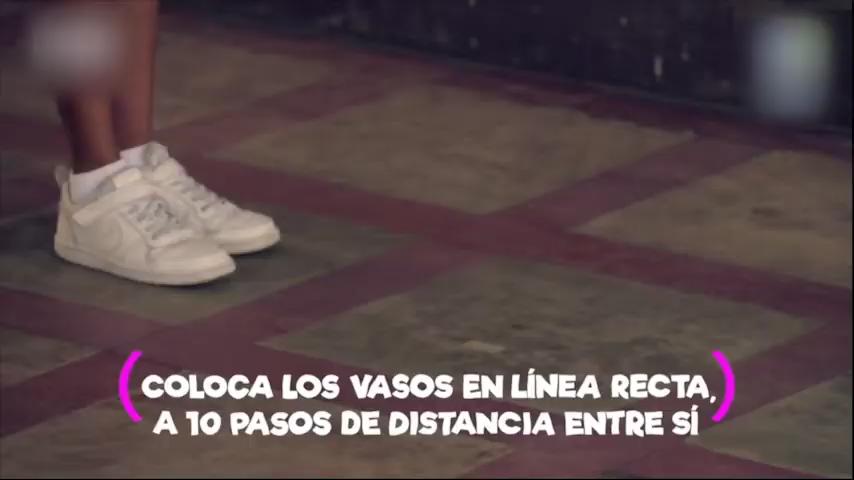 COLOCA LOS VASOS EN LÍNEA RECTA,
A 10 PASOS DE DISTANCIA ENTRE SÍ